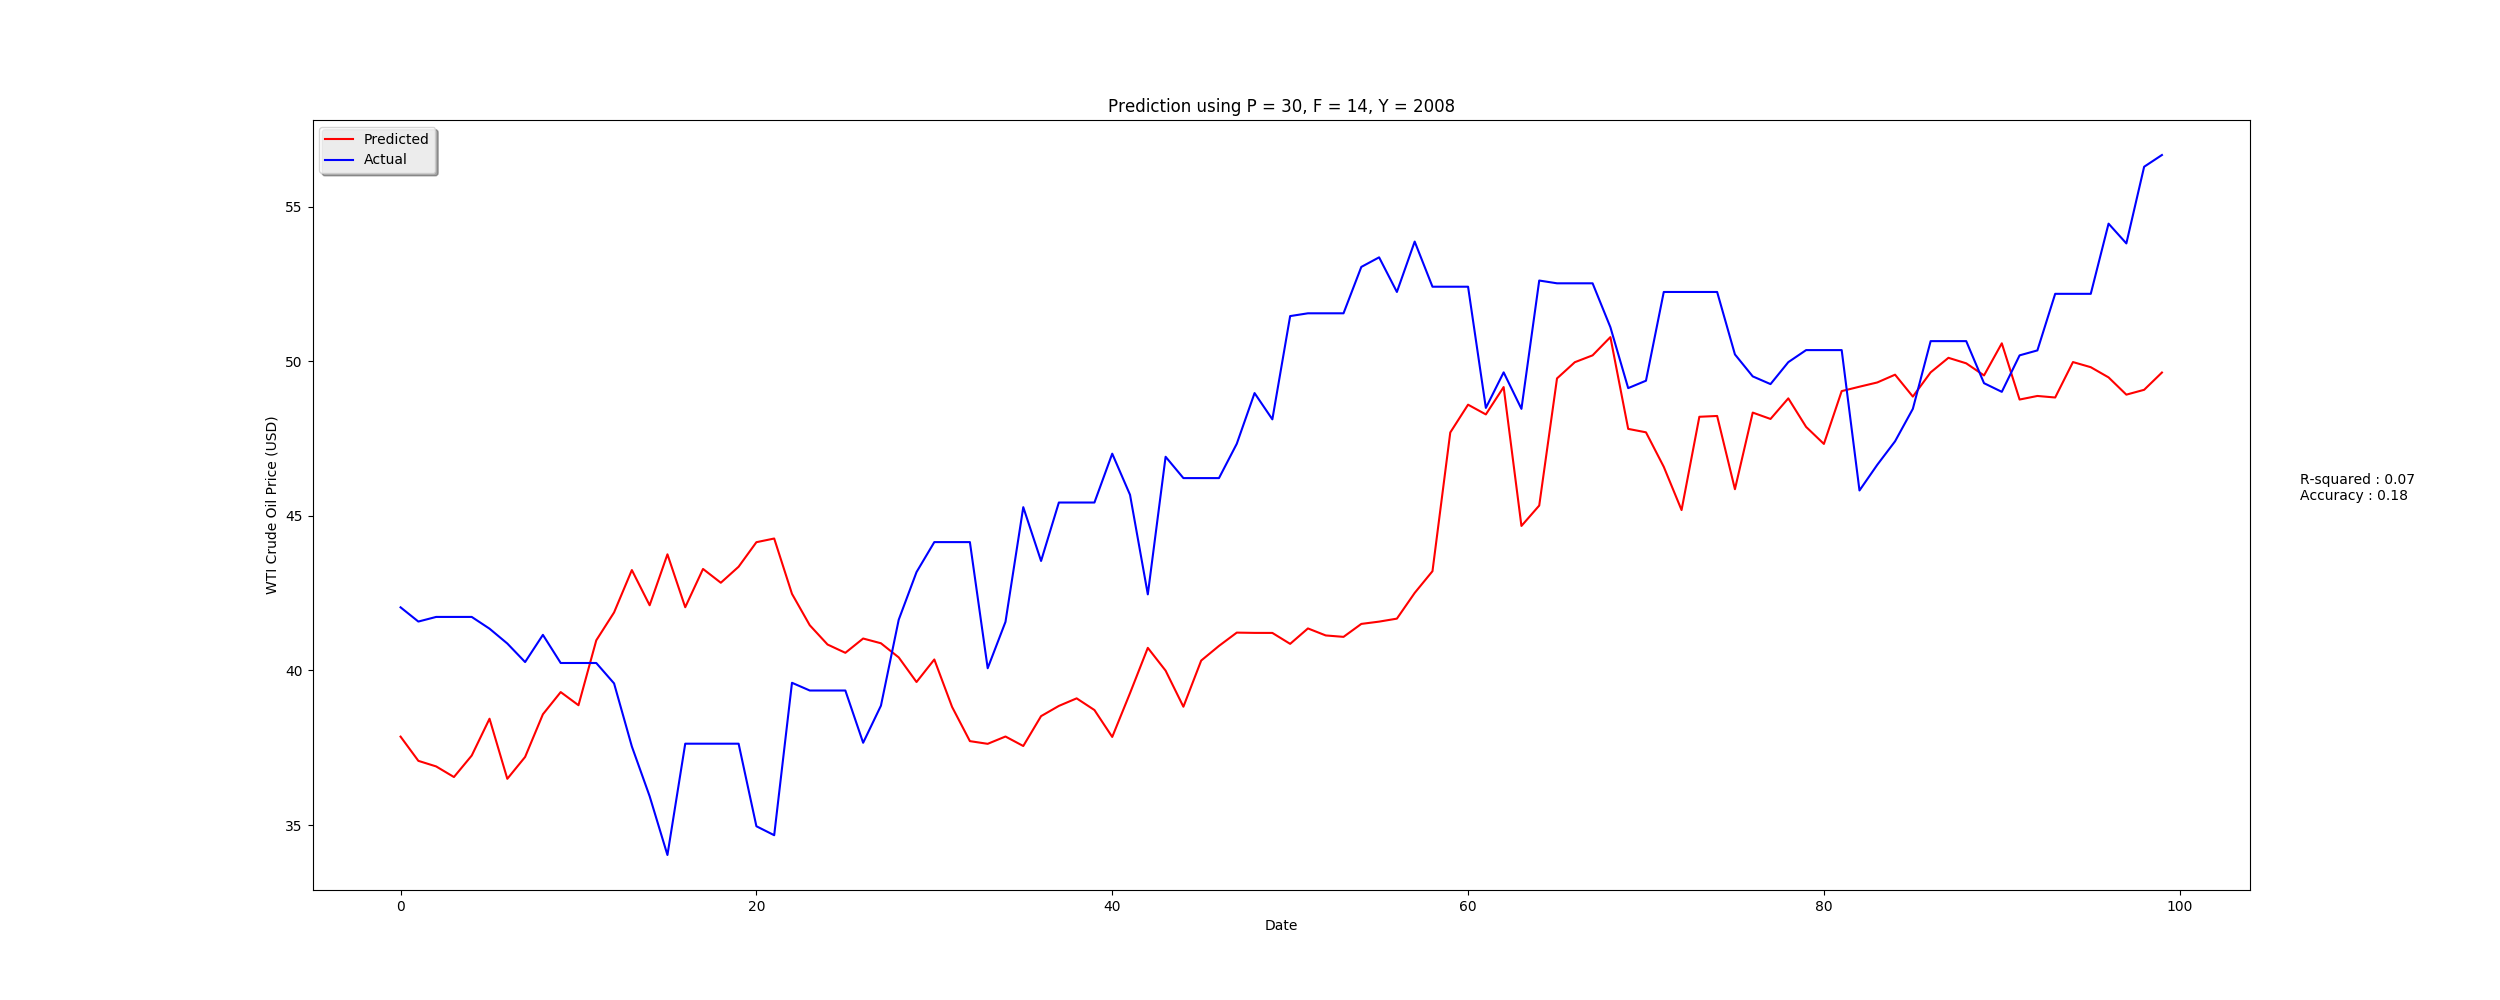 Prediction using P = 30, F = 14, Y = 2008
Predicted
Actual
55
50
45
40
35
WTI Crude Oil Price (USD)
0
20
40
60
80
100
Date
R-squared : 0.07
Accuracy : 0.18